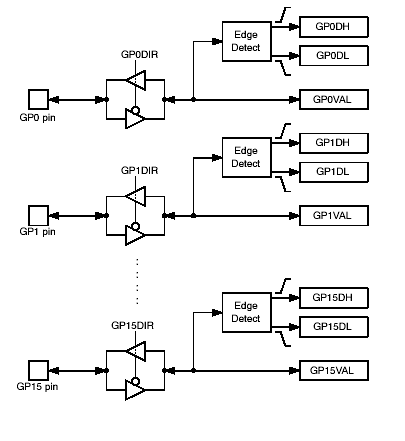 GP0DIR
Edge
Detect
GP0DH
GP0DL
GP0VAL
GP0 pin
GP1DIR
Edge
Detect
GP1DH
GP1DL
GP1VAL
GP1 pin
GP15DIR
Edge
Detect
GP15DH
GP15DL
GP15VAL
GP15 pin